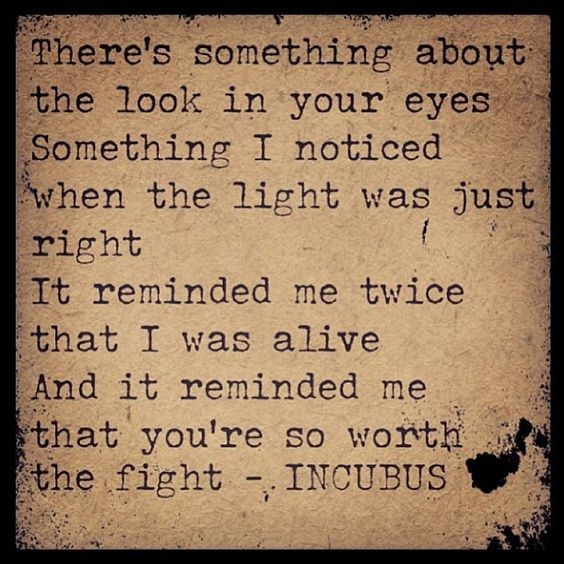 There's something about
the look in your eyes
Something I noticed
when the light was just
right
It reminded me twice
that I was alive
And it reminded me
that you're so worth
the fight - INCUBUS